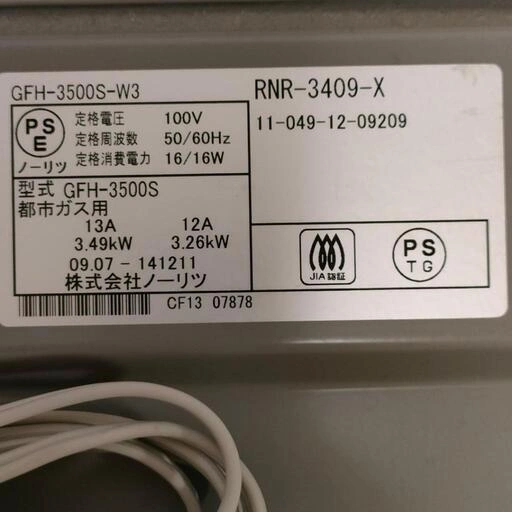 GFH-3500S-W3
PS
E
ノーリツ
定格電圧 100V
定格周波数 50/60Hz
定格消費電力 16/16W
型式 GFH-3500S
都市ガス用
13A 12A
3.49kW 3.26kW
09.07-141211
株式会社ノーリツ
CF13 07878
RNR-3409-X
11-049-12-09209
JIA認証
PS
TG